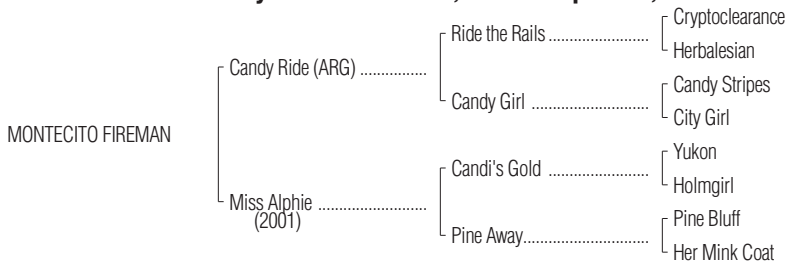 Cryptoclearance
Ride the Rails
Herbalesian
Candy Ride (ARG)
Candy Stripes
Candy Girl
City Girl
MONTECITO FIREMAN
Yukon
Candi's Gold
Holmgirl
Miss Alphie
(2001)
Pine Bluff
Pine Away
Her Mink Coat